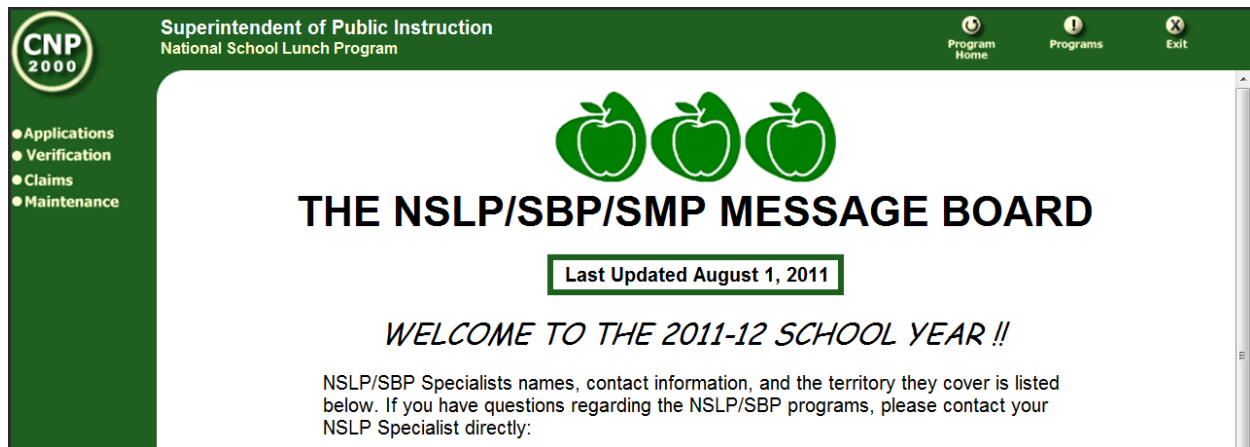 CNP
2000
Superintendent of Public Instruction
National School Lunch Program
Program
Home
Programs
Exit
Applications
Verification
Claims
Maintenance
THE NSLP/SBP/SMP MESSAGE BOARD
Last Updated August 1, 2011
WELCOME TO THE 2011-12 SCHOOL YEAR !!
NSLP/SBP Specialists names, contact information, and the territory they cover is listed
below. If you have questions regarding the NSLP/SBP programs, please contact your
NSLP Specialist directly: